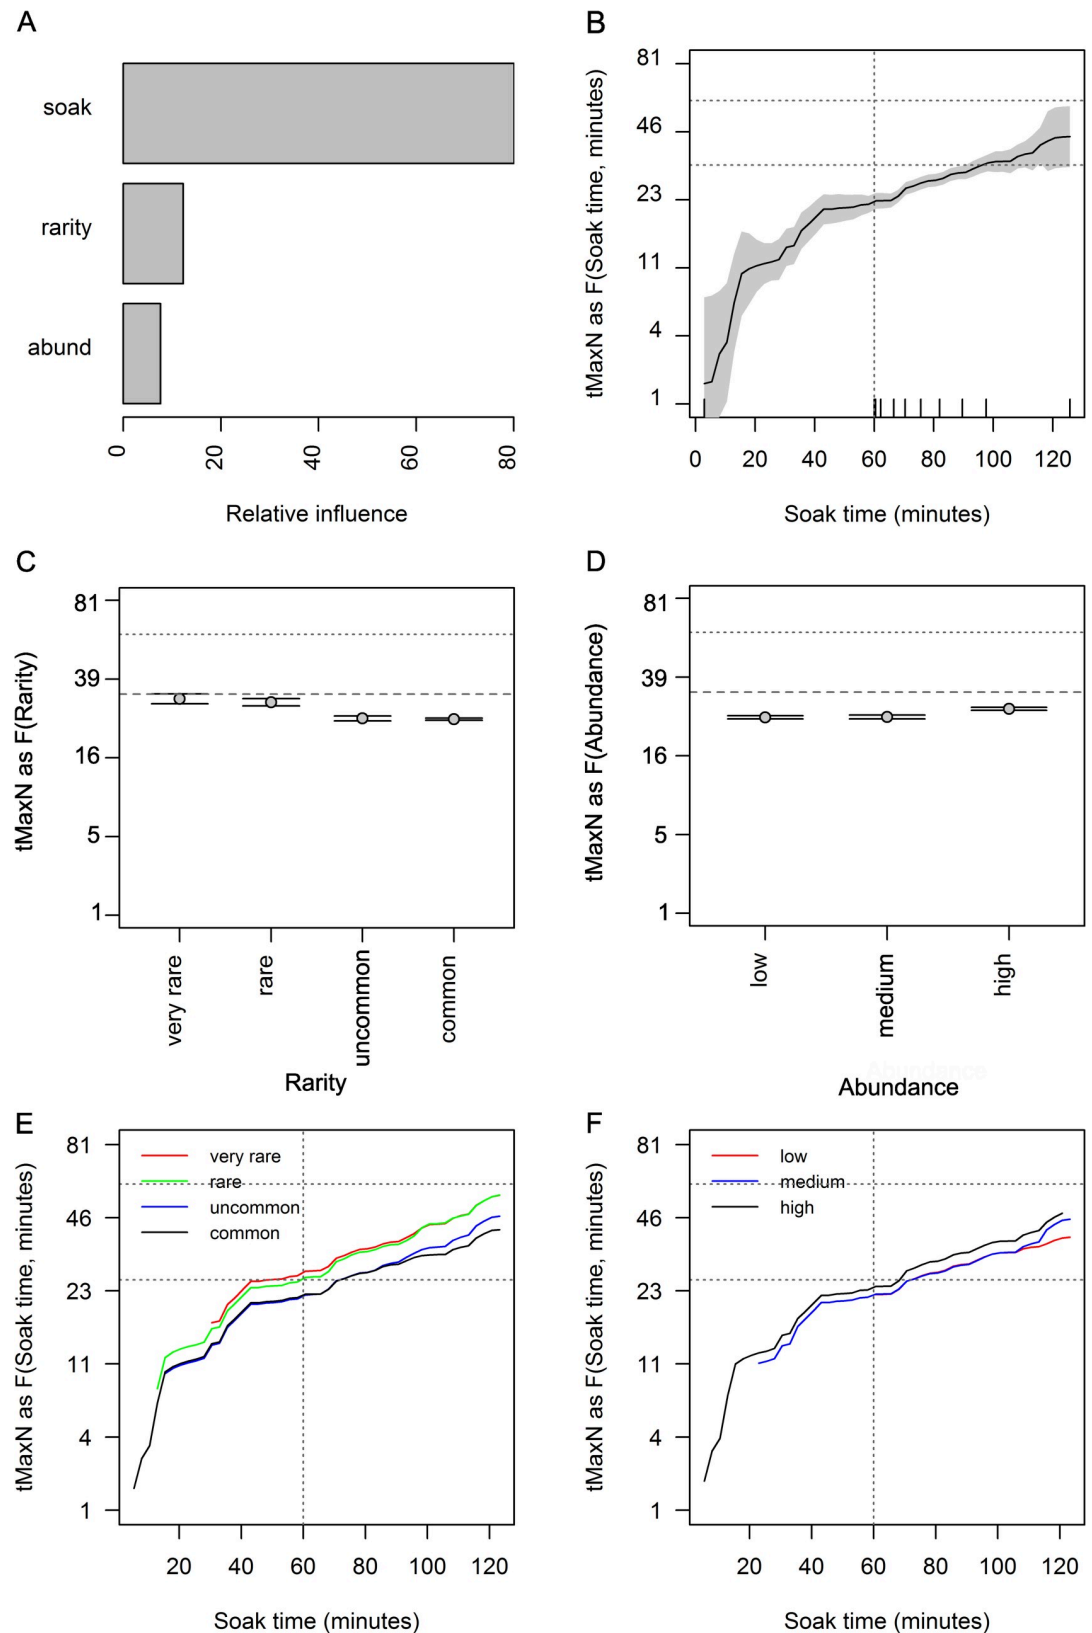 A
soak
rarity
abund
0 20 40 60 80
Relative influence
B
tMaxN as F(Soak time, minutes)
81
46
23
11
4
1
0 20 40 60 80 100 120
Soak time (minutes)
C
tMaxN as F(Rarity)
81
39
16
5
1
very rare
rare
uncommon
common
Rarity
D
tMaxN as F(Abundance)
81
39
16
5
1
low
medium
high
Abundance
E
tMaxN as F(Soak time, minutes)
81
46
23
11
4
1
very rare
rare
uncommon
common
20 40 60 80 100 120
Soak time (minutes)
F
tMaxN as F(Soak time, minutes)
81
46
23
11
4
1
low
medium
high
20 40 60 80 100 120
Soak time (minutes)